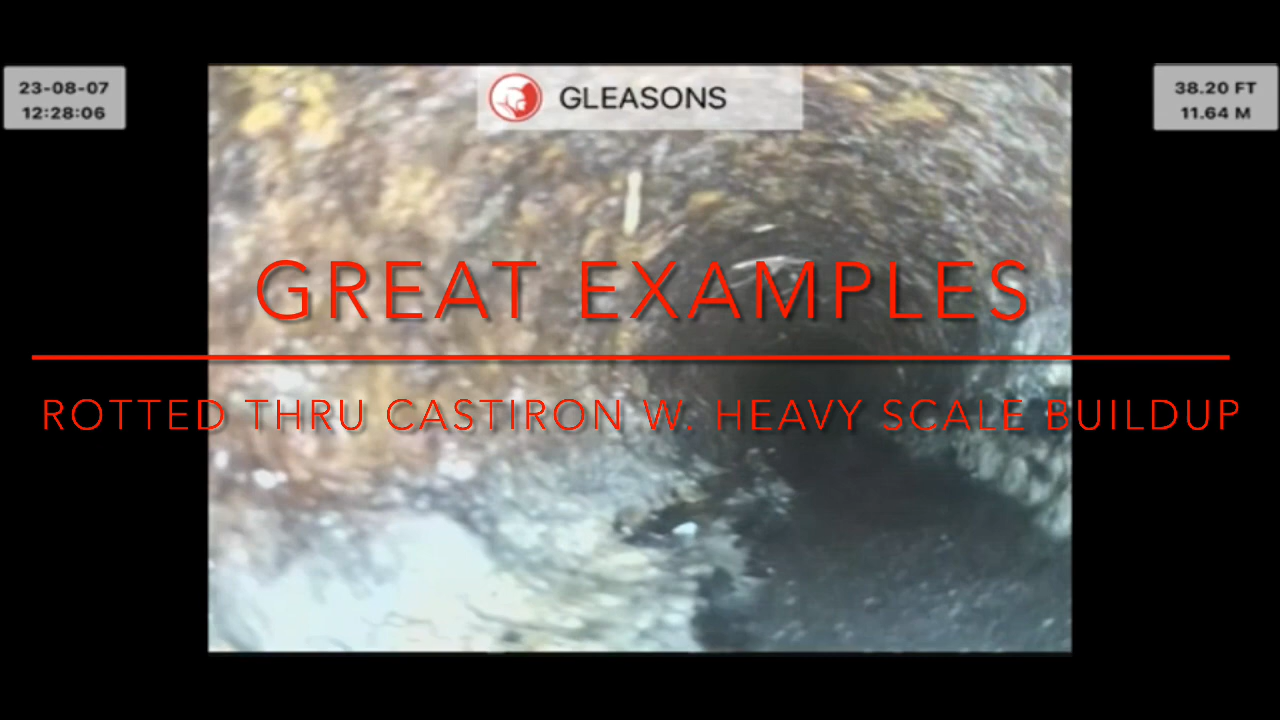 23-08-07
12:28:06
GLEASONS
38.20 FT
11.64 M
GREAT EXAMPLES
ROTTED THRU CASTIRON W. HEAVY SCALE BUILDUP